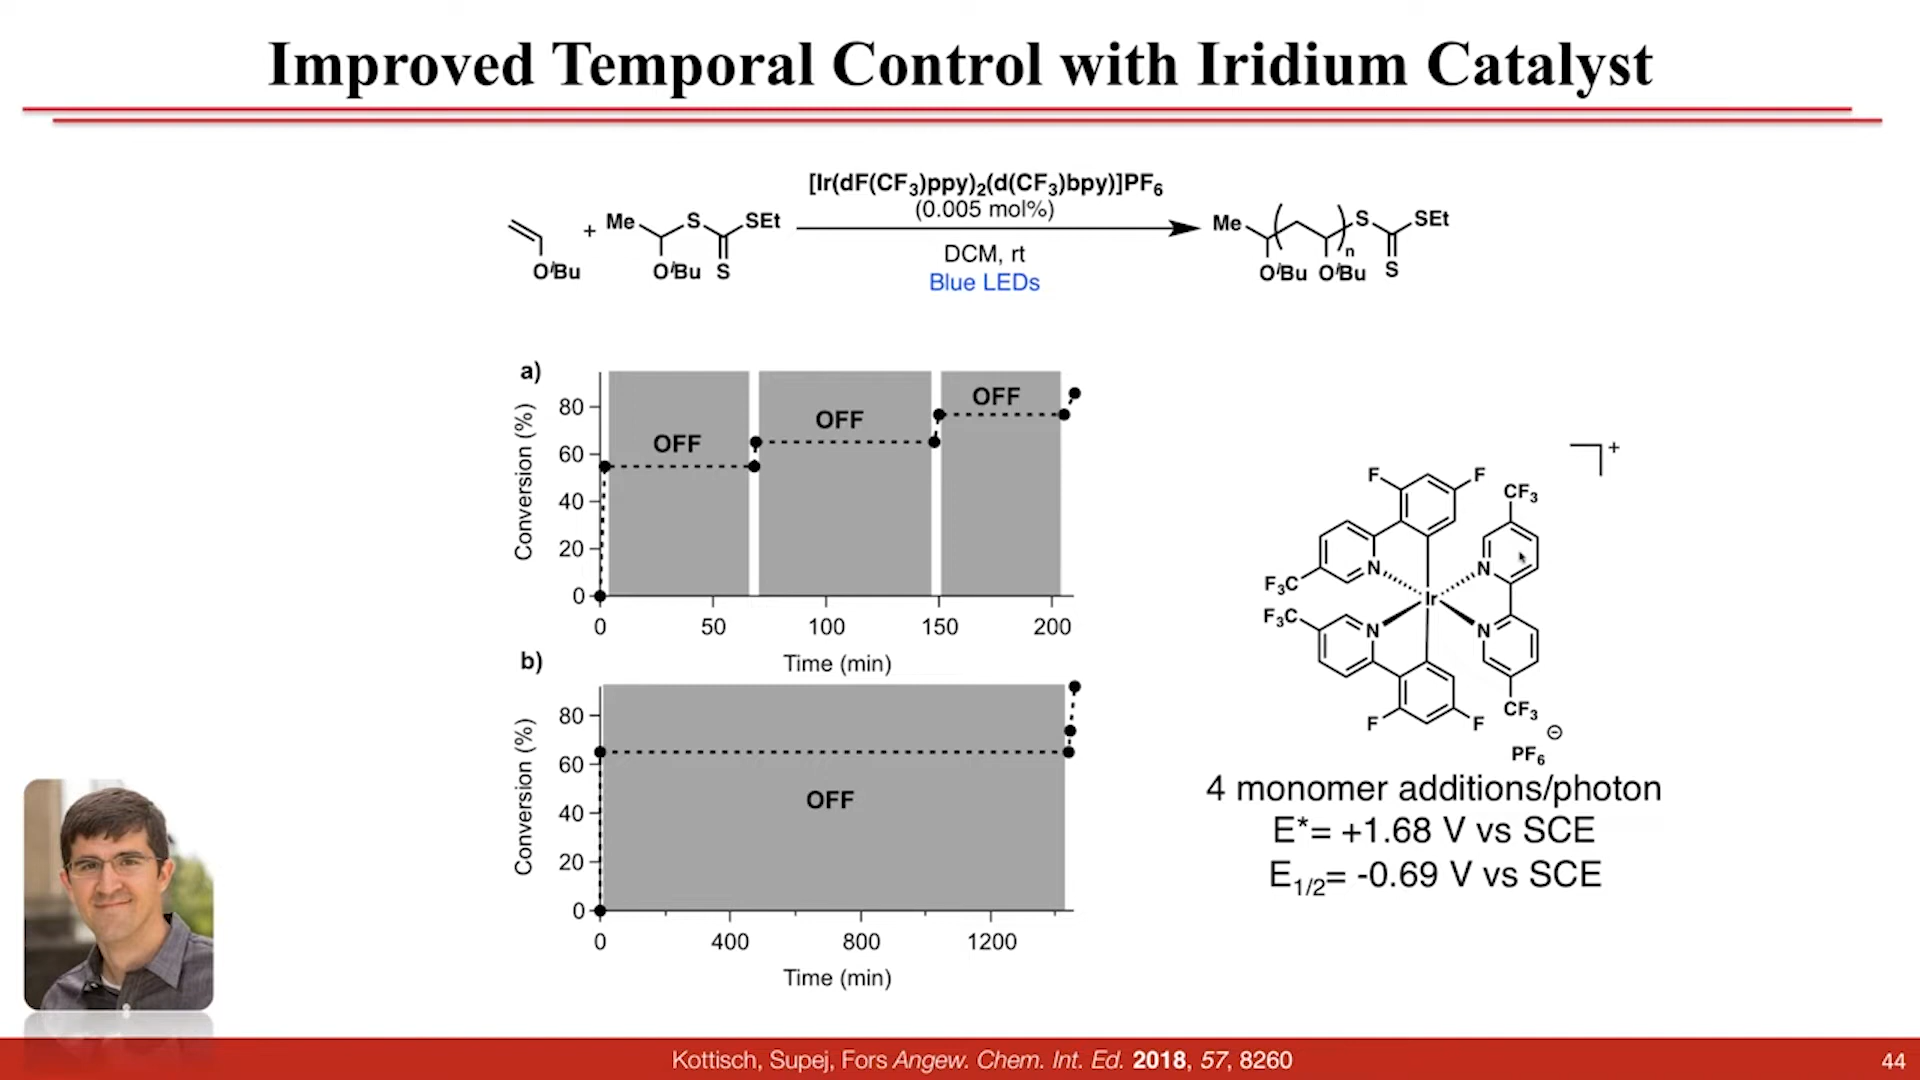 Improved Temporal Control with Iridium Catalyst
[Ir(dF(CF₃)ppy)₂(d(CF₃)bpy)]PF₆
(0.005 mol%)
DCM, rt
Blue LEDs
OⁱBu
+
Me
S
SEt
OⁱBu
S
Me
S
SEt
n
OⁱBu
OⁱBu
S
a)
Conversion (%)
80
60
40
20
0
OFF
OFF
OFF
0 50 100 150 200
Time (min)
b)
Conversion (%)
80
60
40
20
0
OFF
0 400 800 1200
Time (min)
+
F
F
CF₃
N
N
F₃C
Ir
F₃C
N
N
F
F
CF₃
⊖
PF₆
4 monomer additions/photon
E*= +1.68 V vs SCE
E₁/₂= -0.69 V vs SCE
Kottisch, Supej, Fors Angew. Chem. Int. Ed. 2018, 57, 8260
44